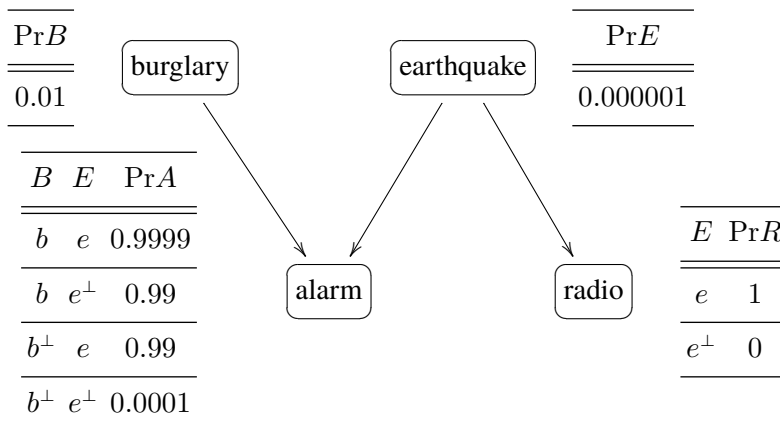 PrB
0.01
burglary
earthquake
PrE
0.000001
B E PrA
b e 0.9999
b e⊥ 0.99
b⊥ e 0.99
b⊥ e⊥ 0.0001
alarm
radio
E PrR
e 1
e⊥ 0